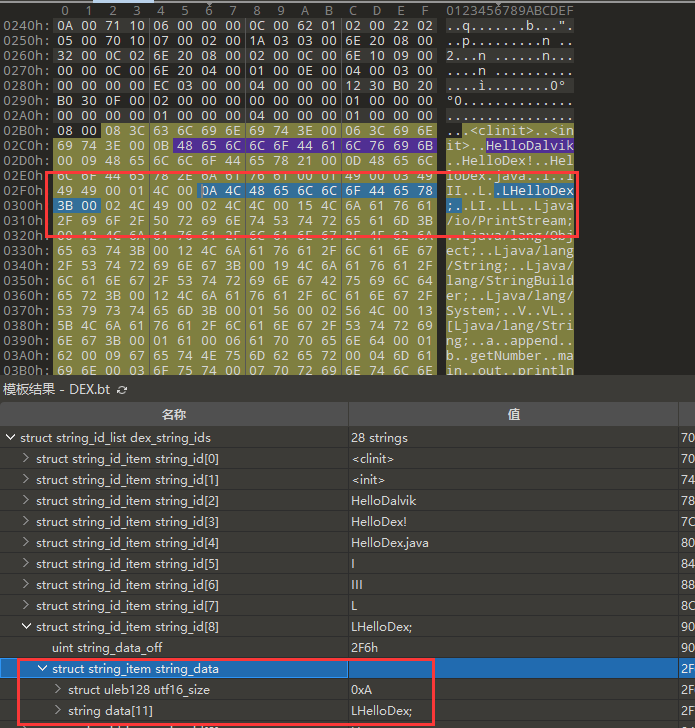 0 1 2 3 4 5 6 7 8 9 A B C D E F 0123456789ABCDEF
0240h: 0A 00 71 10 06 00 00 00 0C 00 62 01 02 00 22 02 ..q.......b...".
0250h: 05 00 70 10 07 00 02 00 1A 03 03 00 6E 20 08 00 ..p.........n ..
0260h: 32 00 0C 02 6E 20 08 00 02 00 0C 00 6E 10 09 00 2...n ......n...
0270h: 00 00 0C 00 6E 20 04 00 01 00 0E 00 04 00 03 00 ....n ..........
0280h: 00 00 00 00 EC 03 00 00 04 00 00 00 12 30 B0 20 ....ì........0°
0290h: B0 30 0F 00 02 00 00 00 00 00 00 00 00 00 00 00 °0..............
02A0h: 00 00 00 00 01 00 00 00 04 00 00 00 01 00 00 00 ................
02B0h: 08 00 08 3C 63 6C 69 6E 69 74 3E 00 06 3C 69 6E ...<clinit>..<in
02C0h: 69 74 3E 00 0B 48 65 6C 6C 6F 44 61 6C 76 69 6B it>..HelloDalvik
02D0h: 00 09 48 65 6C 6C 6F 44 65 78 21 00 0D 48 65 6C ..HelloDex!..Hel
02E0h: 6C 6F 44 65 78 2E 6A 61 76 61 00 01 49 00 03 49 loDex.java..I..I
02F0h: 49 49 00 01 4C 00 0A 4C 48 65 6C 6C 6F 44 65 78 II..L..LHelloDex
0300h: 3B 00 02 4C 49 00 02 4C 4C 00 15 4C 6A 61 76 61 ;..LI..LL..Ljava
0310h: 2F 69 6F 2F 50 72 69 6E 74 53 74 72 65 61 6D 3B /io/PrintStream;
0320h: 00 12 4C 6A 61 76 61 2F 6C 61 6E 67 2F 4F 62 6A ..Ljava/lang/Obj
0330h: 65 63 74 3B 00 12 4C 6A 61 76 61 2F 6C 61 6E 67 ect;..Ljava/lang
0340h: 2F 53 74 72 69 6E 67 3B 00 19 4C 6A 61 76 61 2F /String;..Ljava/
0350h: 6C 61 6E 67 2F 53 74 72 69 6E 67 42 75 69 6C 64 lang/StringBuild
0360h: 65 72 3B 00 12 4C 6A 61 76 61 2F 6C 61 6E 67 2F er;..Ljava/lang/
0370h: 53 79 73 74 65 6D 3B 00 01 56 00 02 56 4C 00 13 System;..V..VL..
0380h: 5B 4C 6A 61 76 61 2F 6C 61 6E 67 2F 53 74 72 69 [Ljava/lang/Stri
0390h: 6E 67 3B 00 01 61 00 06 61 70 70 65 6E 64 00 01 ng;..a..append..
03A0h: 62 00 09 67 65 74 4E 75 6D 62 65 72 00 04 6D 61 b..getNumber..ma
03B0h: 69 6E 00 03 6F 75 74 00 07 70 72 69 6E 74 6C 6E in..out..println
模板结果 - DEX.bt
名称 值
struct string_id_list dex_string_ids 28 strings 70
struct string_id_item string_id[0] <clinit> 70
struct string_id_item string_id[1] <init> 74
struct string_id_item string_id[2] HelloDalvik 78
struct string_id_item string_id[3] HelloDex! 7C
struct string_id_item string_id[4] HelloDex.java 80
struct string_id_item string_id[5] I 84
struct string_id_item string_id[6] III 88
struct string_id_item string_id[7] L 8C
struct string_id_item string_id[8] LHelloDex; 90
uint string_data_off 2F6h 90
struct string_item string_data 2F
struct uleb128 utf16_size 0xA 2F
string data[11] LHelloDex; 2F